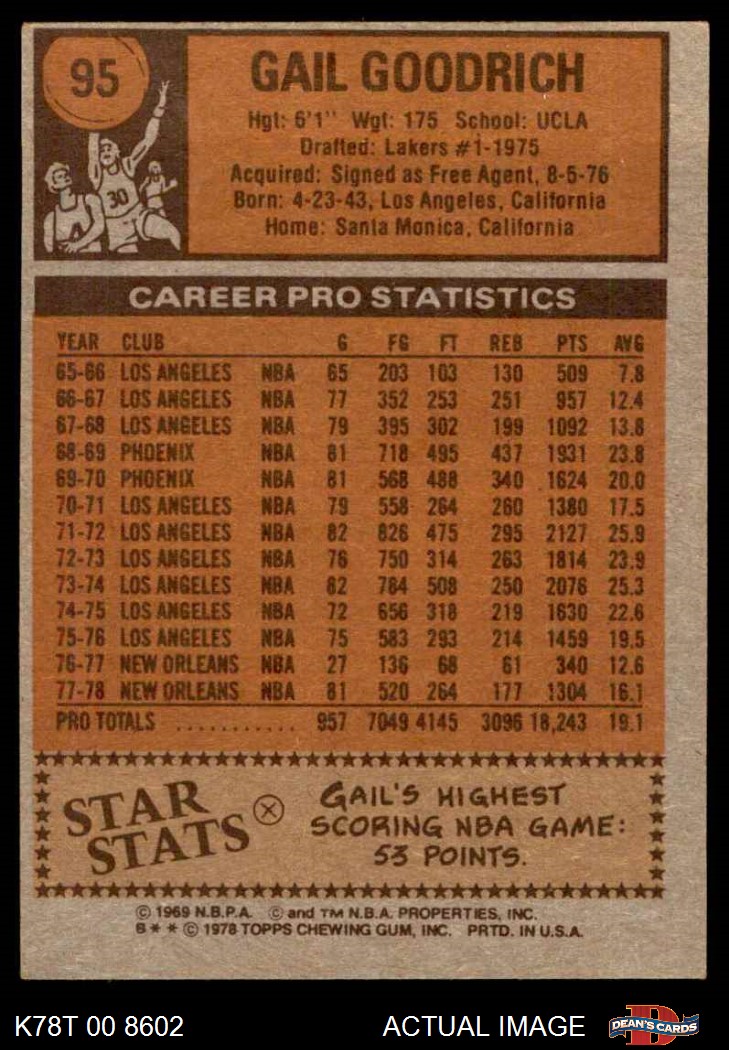 95
GAIL GOODRICH
Hgt: 6'1" Wgt: 175 School: UCLA
Drafted: Lakers #1-1975
Acquired: Signed as Free Agent, 8-5-76
Born: 4-23-43, Los Angeles, California
Home: Santa Monica, California
30
CAREER PRO STATISTICS
YEAR CLUB G FG FT REB PTS AVG
65-66 LOS ANGELES NBA 65 203 103 130 509 7.8
66-67 LOS ANGELES NBA 77 352 253 251 957 12.4
67-68 LOS ANGELES NBA 79 395 302 199 1092 13.8
68-69 PHOENIX NBA 81 718 495 437 1931 23.8
69-70 PHOENIX NBA 81 568 488 340 1624 20.0
70-71 LOS ANGELES NBA 79 558 264 260 1380 17.5
71-72 LOS ANGELES NBA 82 826 475 295 2127 25.9
72-73 LOS ANGELES NBA 76 750 314 263 1814 23.9
73-74 LOS ANGELES NBA 82 784 508 250 2076 25.3
74-75 LOS ANGELES NBA 72 656 318 219 1630 22.6
75-76 LOS ANGELES NBA 75 583 293 214 1459 19.5
76-77 NEW ORLEANS NBA 27 136 68 61 340 12.6
77-78 NEW ORLEANS NBA 81 520 264 177 1304 16.1
PRO TOTALS ........... 957 7049 4145 3096 18,243 19.1
STAR STATS
GAIL'S HIGHEST
SCORING NBA GAME:
53 POINTS.
© 1969 N.B.P.A. © and TM N.B.A. PROPERTIES, INC.
B * * © 1978 TOPPS CHEWING GUM, INC. PRTD. IN U.S.A.
K78T 00 8602 ACTUAL IMAGE DEAN'S CARDS